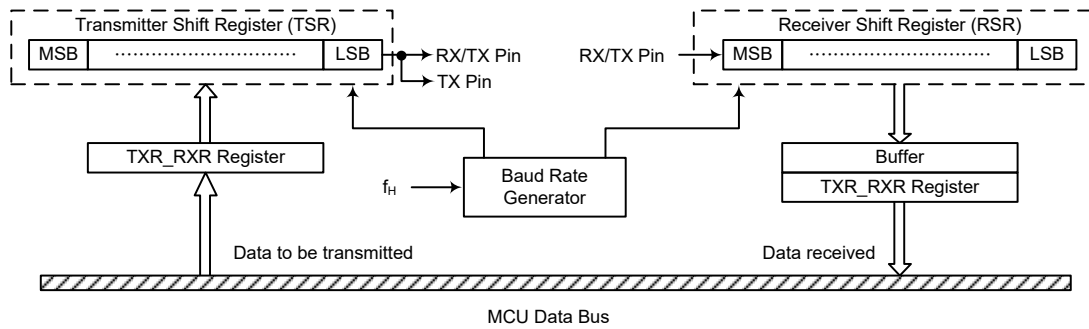 Transmitter Shift Register (TSR)
MSB ........................... LSB
RX/TX Pin
TX Pin
Receiver Shift Register (RSR)
RX/TX Pin
MSB ........................... LSB
TXR_RXR Register
Baud Rate
Generator
fH
Buffer
TXR_RXR Register
Data to be transmitted
Data received
MCU Data Bus